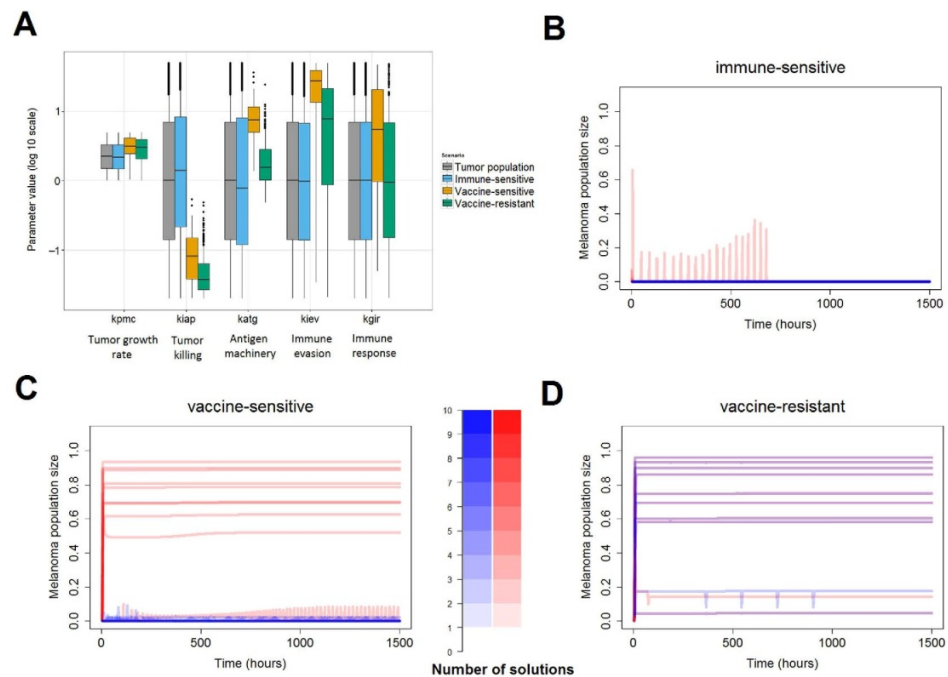 A
Parameter value (log 10 scale)
1
0
−1
kpmc kiap katg kiev kgir
Tumor growth rate
Tumor killing
Antigen machinery
Immune evasion
Immune response
Scenario
Tumor population
Immune-sensitive
Vaccine-sensitive
Vaccine-resistant
B
immune-sensitive
Melanoma population size
1.0
0.8
0.6
0.4
0.2
0.0
0 500 1000 1500
Time (hours)
C
vaccine-sensitive
Melanoma population size
1.0
0.8
0.6
0.4
0.2
0.0
0 500 1000 1500
Time (hours)
10
9
8
7
6
5
4
3
2
1
0
Number of solutions
D
vaccine-resistant
Melanoma population size
1.0
0.8
0.6
0.4
0.2
0.0
0 500 1000 1500
Time (hours)